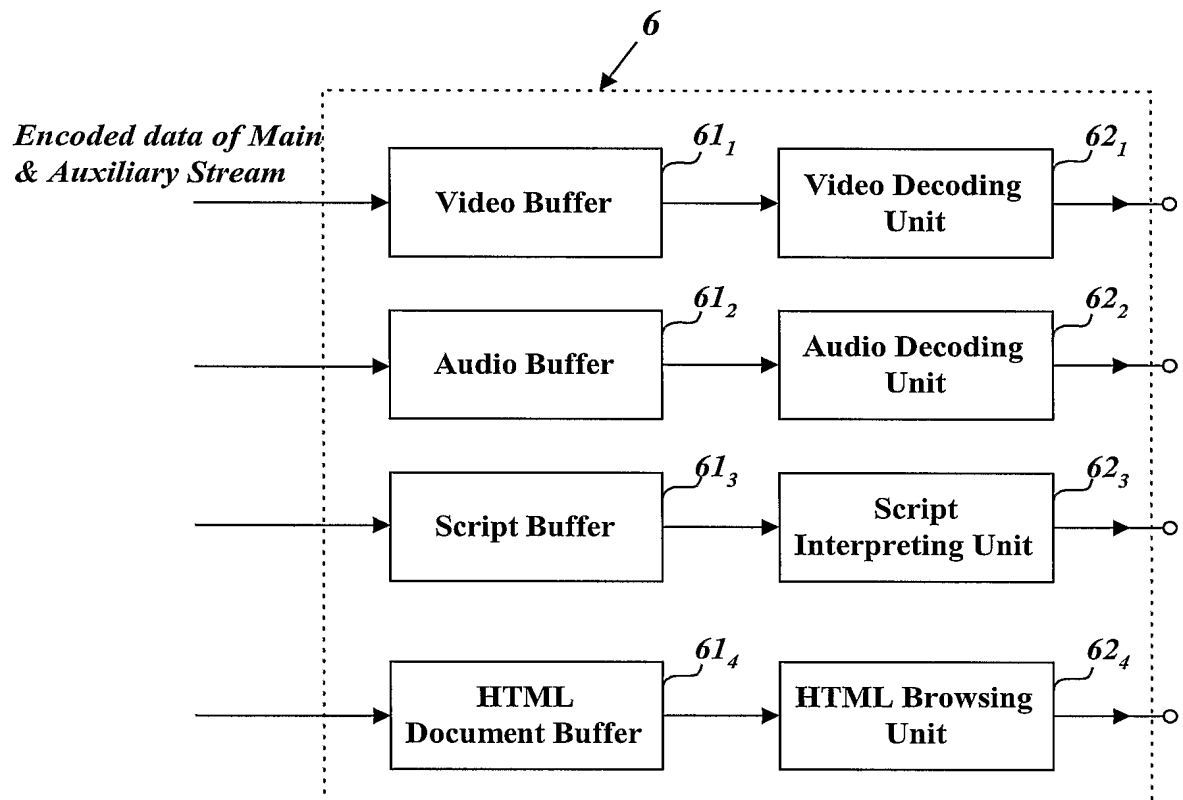 6
Encoded data of Main
& Auxiliary Stream
61₁
62₁
Video Buffer
Video Decoding
Unit
61₂
62₂
Audio Buffer
Audio Decoding
Unit
61₃
62₃
Script Buffer
Script
Interpreting Unit
61₄
62₄
HTML
Document Buffer
HTML Browsing
Unit